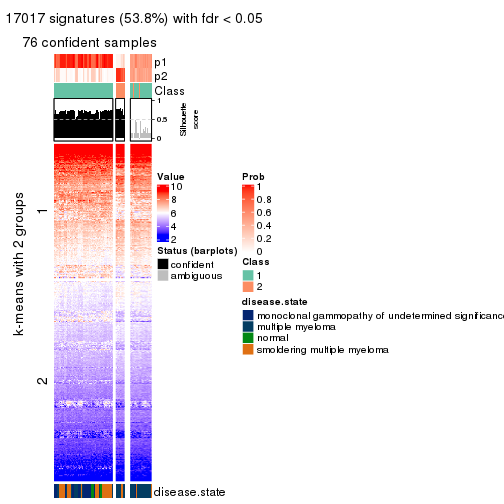 17017 signatures (53.8%) with fdr < 0.05
76 confident samples
p1
p2
Class
1
0.5
0
Silhouette
score
k-means with 2 groups
1
2
Value
10
8
6
4
2
Status (barplots)
confident
ambiguous
Prob
1
0.8
0.6
0.4
0.2
0
Class
1
2
disease.state
monoclonal gammopathy of undetermined significance
multiple myeloma
normal
smoldering multiple myeloma
disease.state